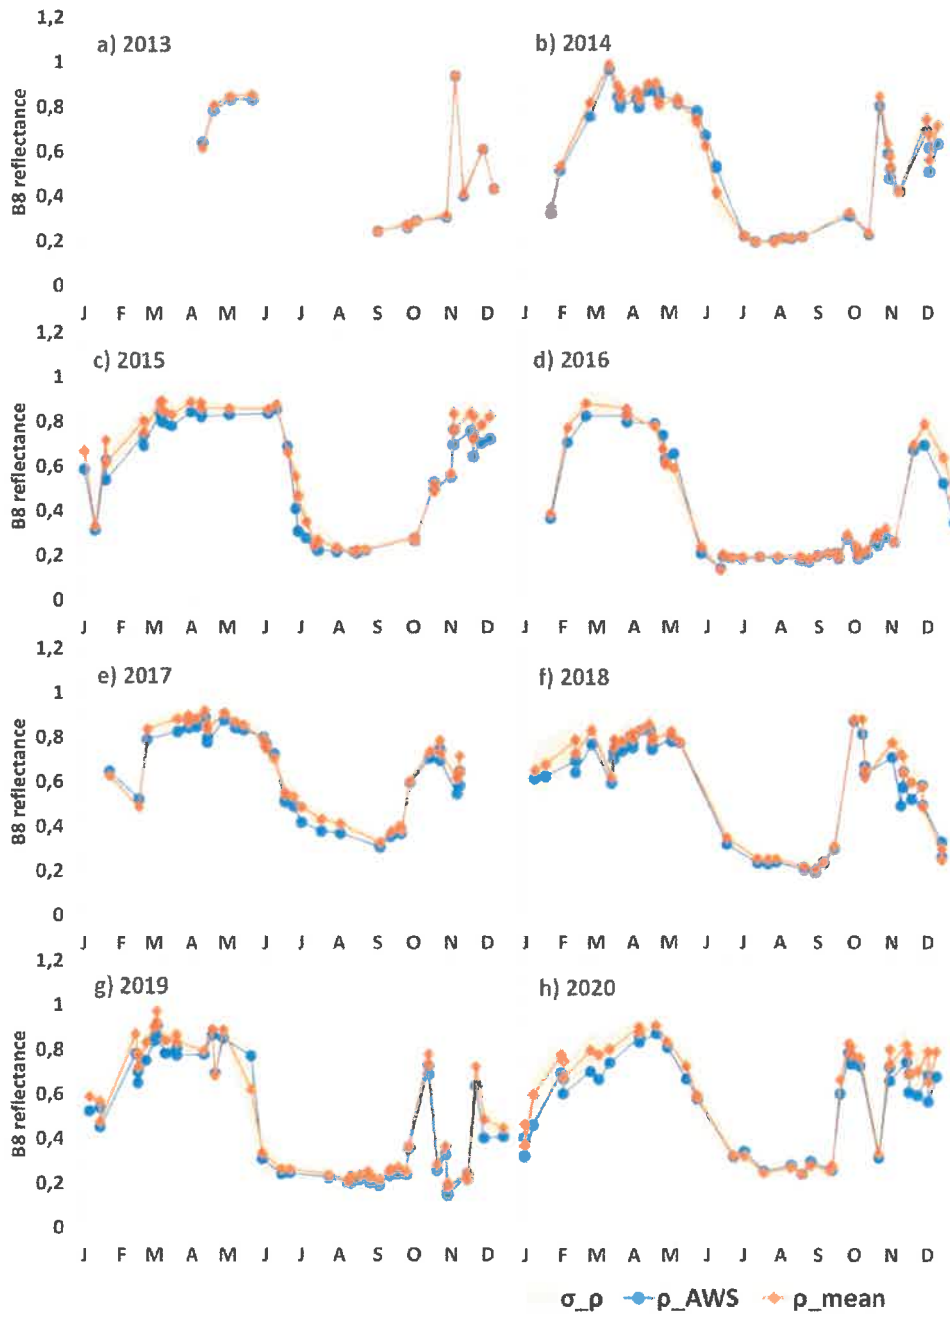 1,2
a) 2013
b) 2014
1
0,8
0,6
0,4
0,2
0
B8 reflectance
J F M A M J J A S O N D
J F M A M J J A S O N D
1,2
c) 2015
d) 2016
1
0,8
0,6
0,4
0,2
0
B8 reflectance
J F M A M J J A S O N D
J F M A M J J A S O N D
1,2
e) 2017
f) 2018
1
0,8
0,6
0,4
0,2
0
B8 reflectance
J F M A M J J A S O N D
J F M A M J J A S O N D
1,2
g) 2019
h) 2020
1
0,8
0,6
0,4
0,2
0
B8 reflectance
J F M A M J J A S O N D
J F M A M J J A S O N D
σ_ρ ρ_AWS ρ_mean